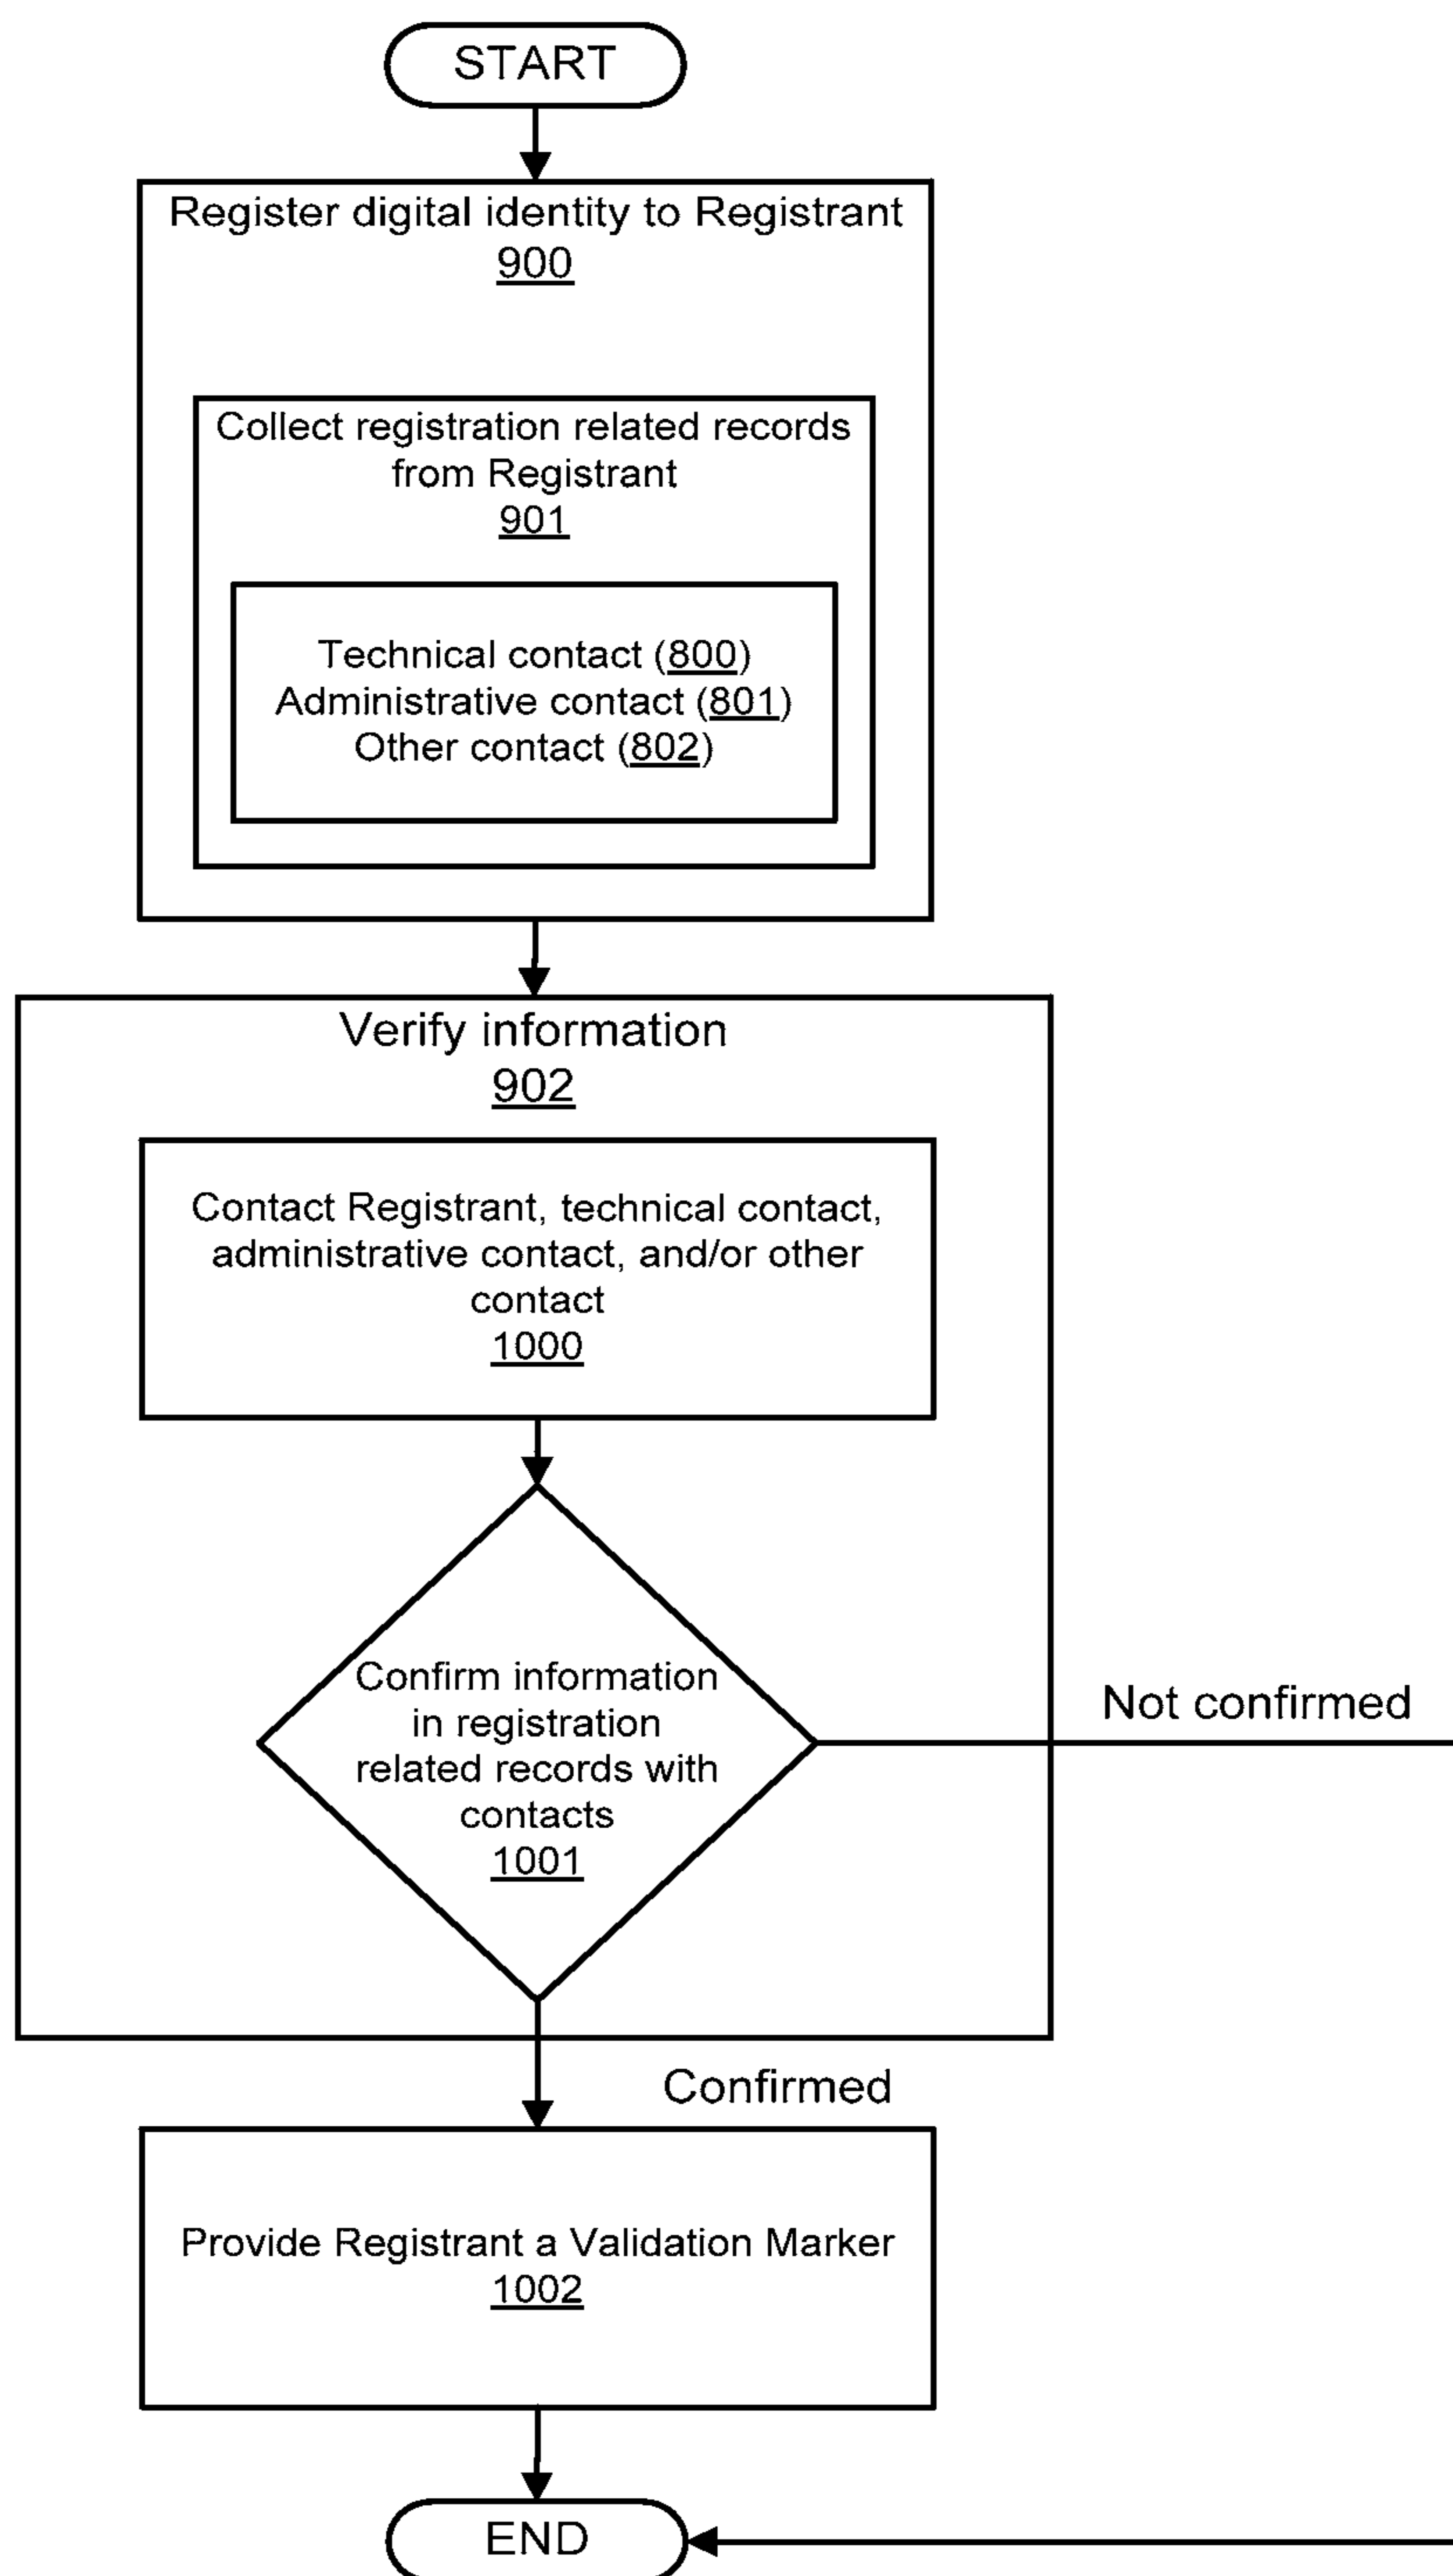 START
Register digital identity to Registrant
900
Collect registration related records
from Registrant
901
Technical contact (800)
Administrative contact (801)
Other contact (802)
Verify information
902
Contact Registrant, technical contact,
administrative contact, and/or other
contact
1000
Confirm information
in registration
related records with
contacts
1001
Not confirmed
Confirmed
Provide Registrant a Validation Marker
1002
END